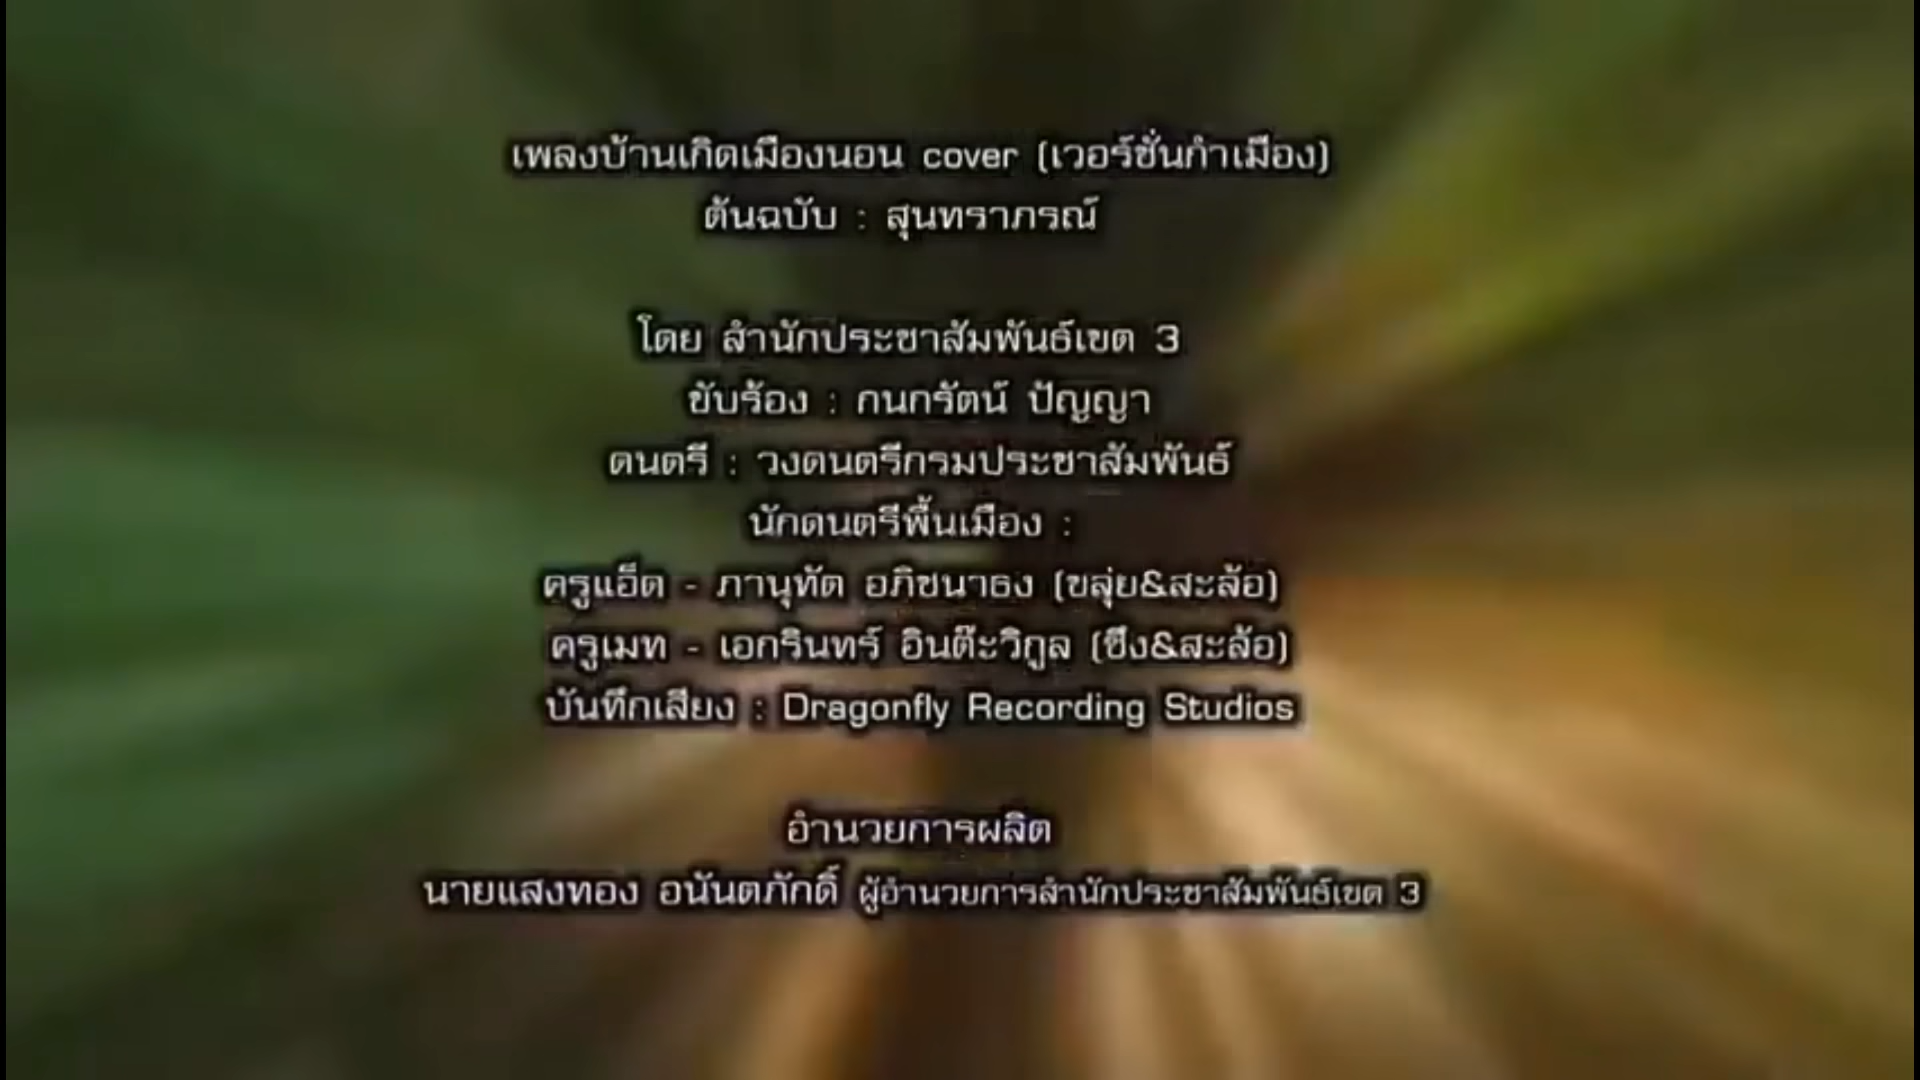 เพลงบ้านเกิดเมืองนอน cover (เวอร์ชั่นกำเมือง)
ต้นฉบับ : สุนทราภรณ์
โดย สำนักประชาสัมพันธ์เขต 3
ขับร้อง : กนกรัตน์ ปัญญา
ดนตรี : วงดนตรีกรมประชาสัมพันธ์
นักดนตรีพื้นเมือง :
ครูแอ็ด - ภานุทัต อภิชนาธง (ขลุ่ย&สะล้อ)
ครูเมท - เอกรินทร์ อินต๊ะวิกูล (ซึง&สะล้อ)
บันทึกเสียง : Dragonfly Recording Studios
อำนวยการผลิต
นายแสงทอง อนันตภักดิ์ ผู้อำนวยการสำนักประชาสัมพันธ์เขต 3